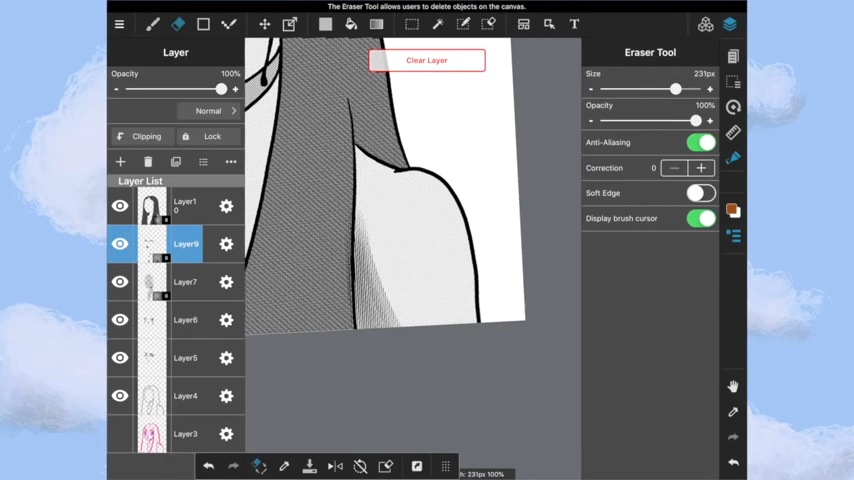 The Eraser Tool allows users to delete objects on the canvas.
T
Layer
Opacity 100%
- +
Normal >
Clipping Lock
Layer List
Layer1
0
Layer9
Layer7
Layer6
Layer5
Layer4
Layer3
Clear Layer
h: 231px 100%
Eraser Tool
Size 231px
- +
Opacity 100%
- +
Anti-Aliasing
Correction 0 - +
Soft Edge
Display brush cursor